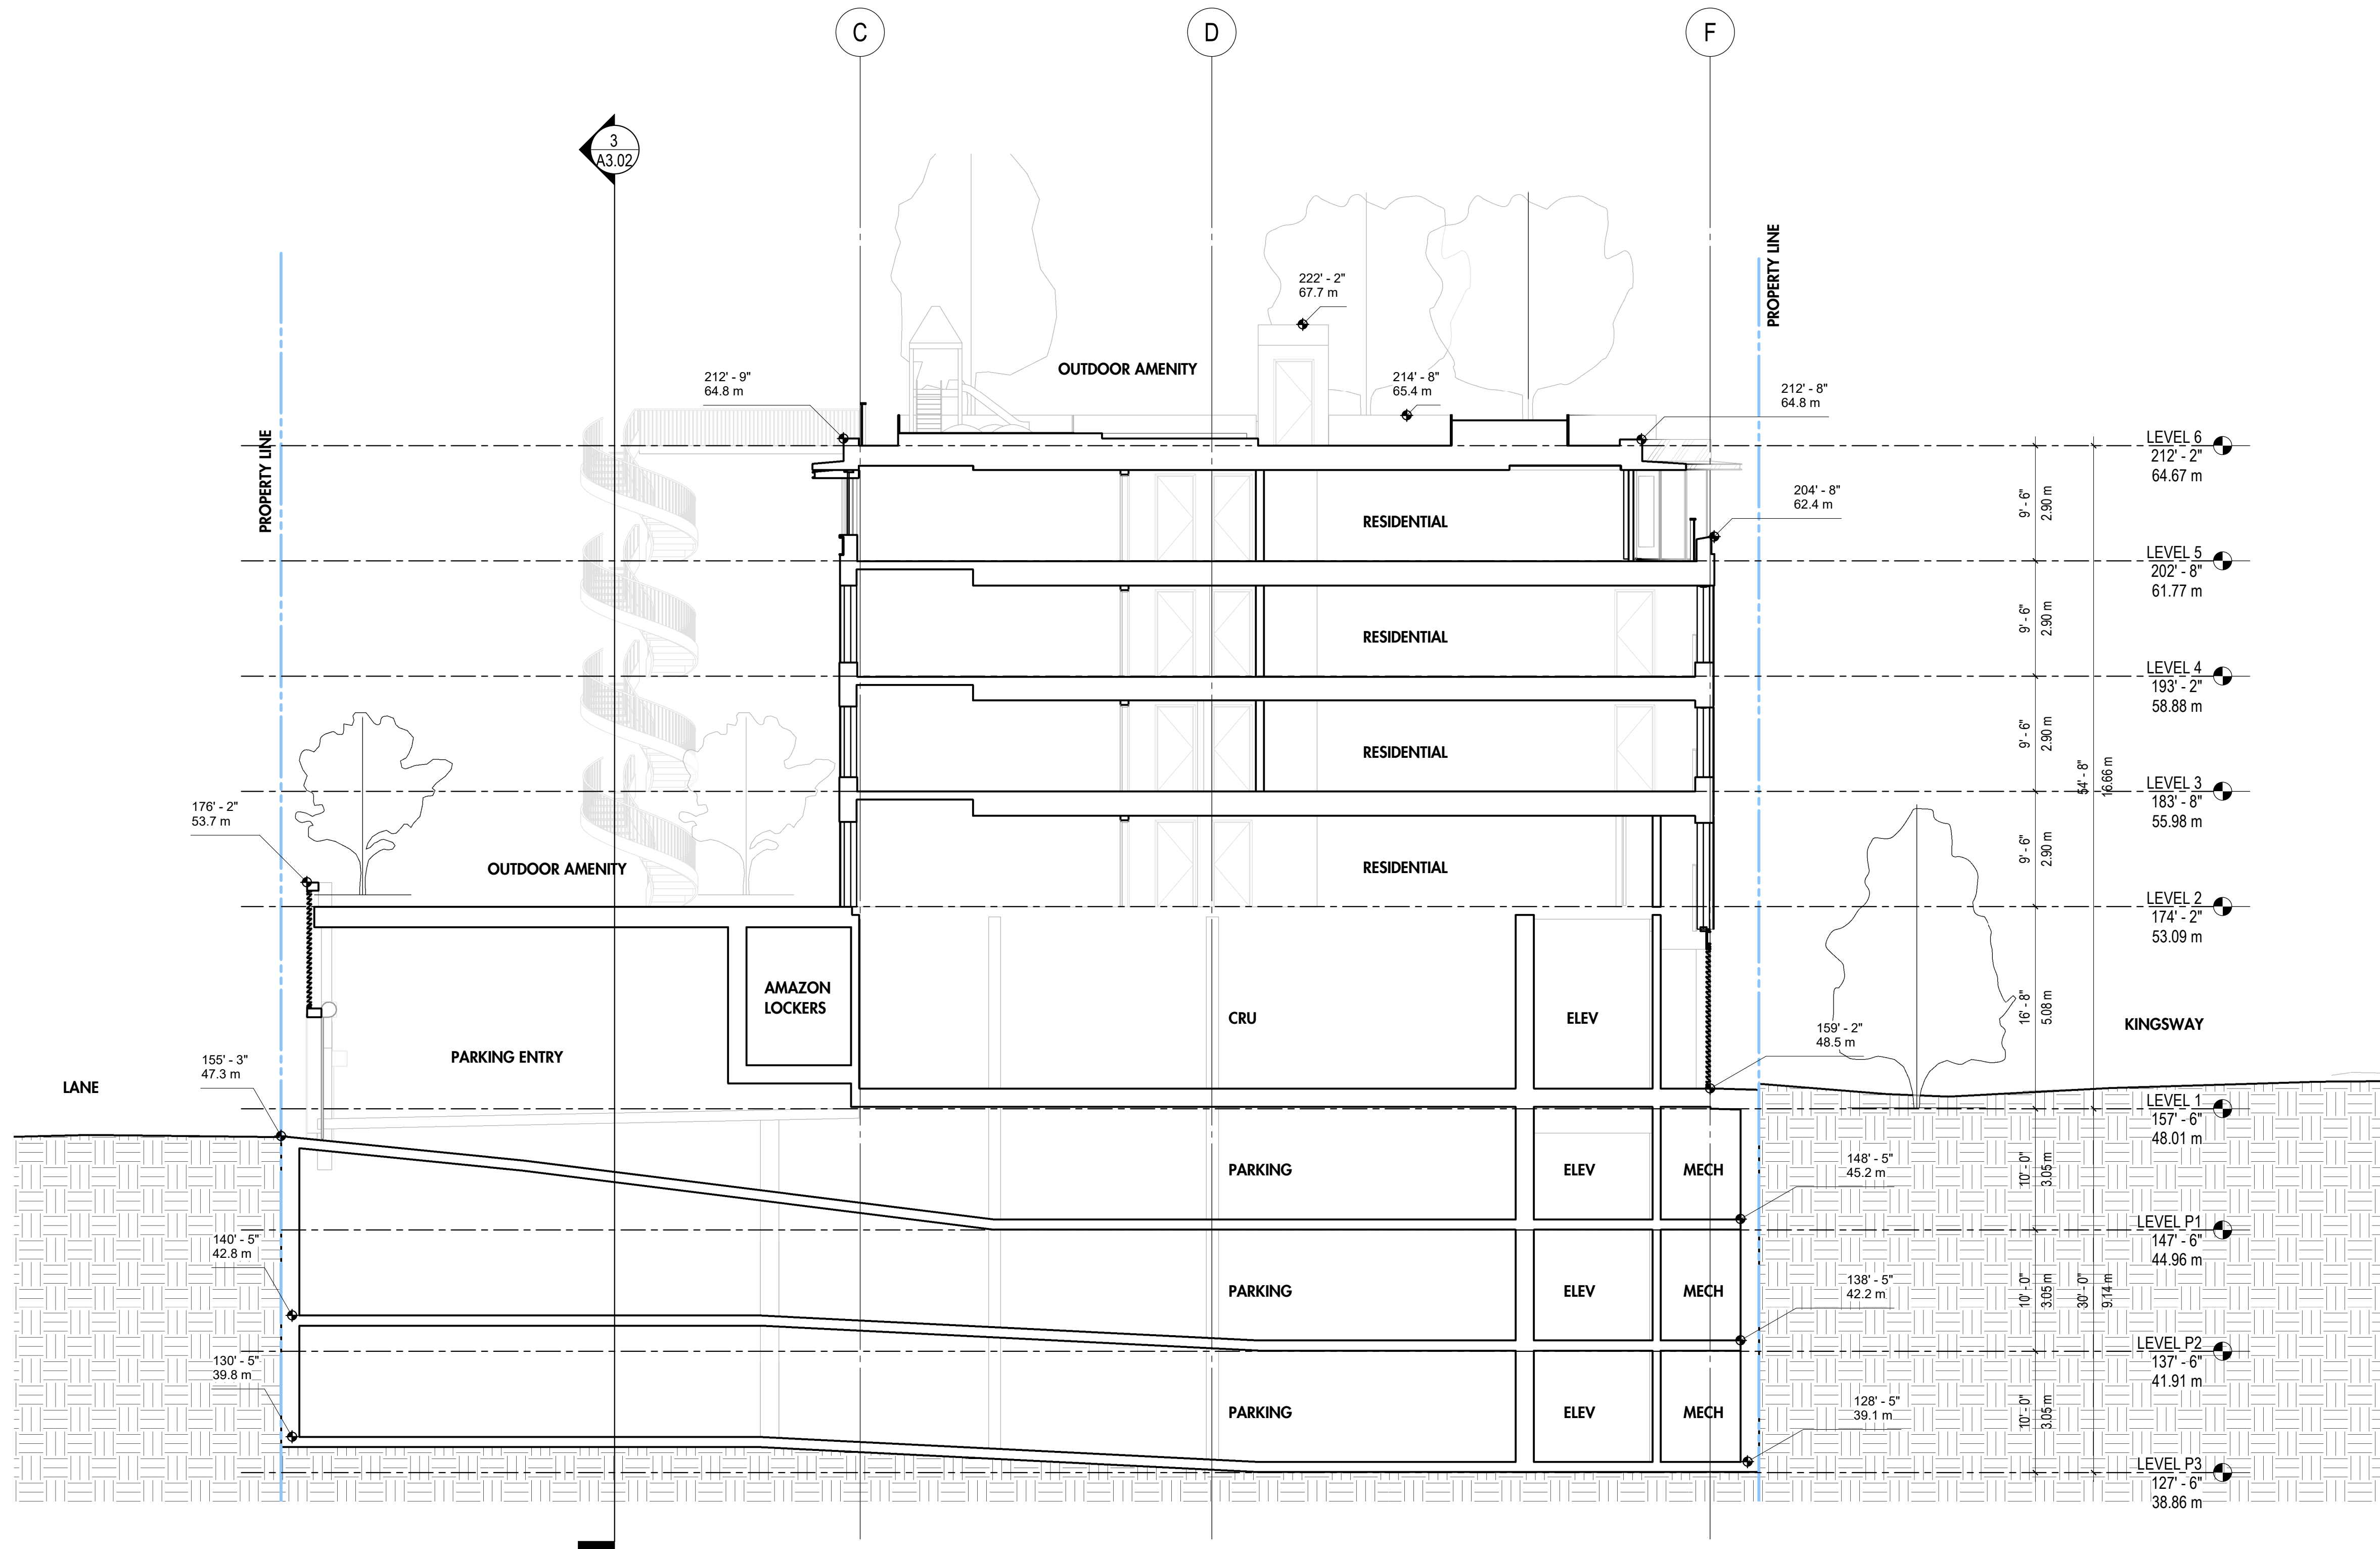 C
D
F
3
A3.02
PROPERTY LINE
222' - 2"
67.7 m
OUTDOOR AMENITY
212' - 9"
64.8 m
214' - 8"
65.4 m
212' - 8"
64.8 m
PROPERTY LINE
LEVEL 6
212' - 2"
64.67 m
204' - 8"
62.4 m
9' - 6"
2.90 m
RESIDENTIAL
LEVEL 5
202' - 8"
61.77 m
9' - 6"
2.90 m
RESIDENTIAL
LEVEL 4
193' - 2"
58.88 m
9' - 6"
2.90 m
RESIDENTIAL
54' - 8"
16.66 m
LEVEL 3
183' - 8"
55.98 m
176' - 2"
53.7 m
9' - 6"
2.90 m
OUTDOOR AMENITY
RESIDENTIAL
LEVEL 2
174' - 2"
53.09 m
AMAZON
LOCKERS
CRU
ELEV
16' - 8"
5.08 m
KINGSWAY
159' - 2"
48.5 m
PARKING ENTRY
155' - 3"
47.3 m
LANE
LEVEL 1
157' - 6"
48.01 m
PARKING
ELEV
MECH
148' - 5"
45.2 m
10' - 0"
3.05 m
LEVEL P1
147' - 6"
44.96 m
140' - 5"
42.8 m
PARKING
ELEV
MECH
138' - 5"
42.2 m
10' - 0"
3.05 m
30' - 0"
9.14 m
LEVEL P2
137' - 6"
41.91 m
130' - 5"
39.8 m
PARKING
ELEV
MECH
128' - 5"
39.1 m
10' - 0"
3.05 m
LEVEL P3
127' - 6"
38.86 m